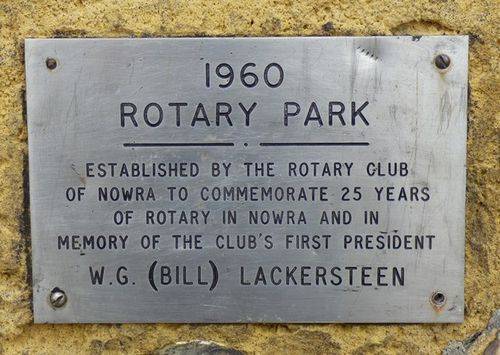 1960
ROTARY PARK
ESTABLISHED BY THE ROTARY CLUB
OF NOWRA TO COMMEMORATE 25 YEARS
OF ROTARY IN NOWRA AND IN
MEMORY OF THE CLUB'S FIRST PRESIDENT
W.G. (BILL) LACKERSTEEN